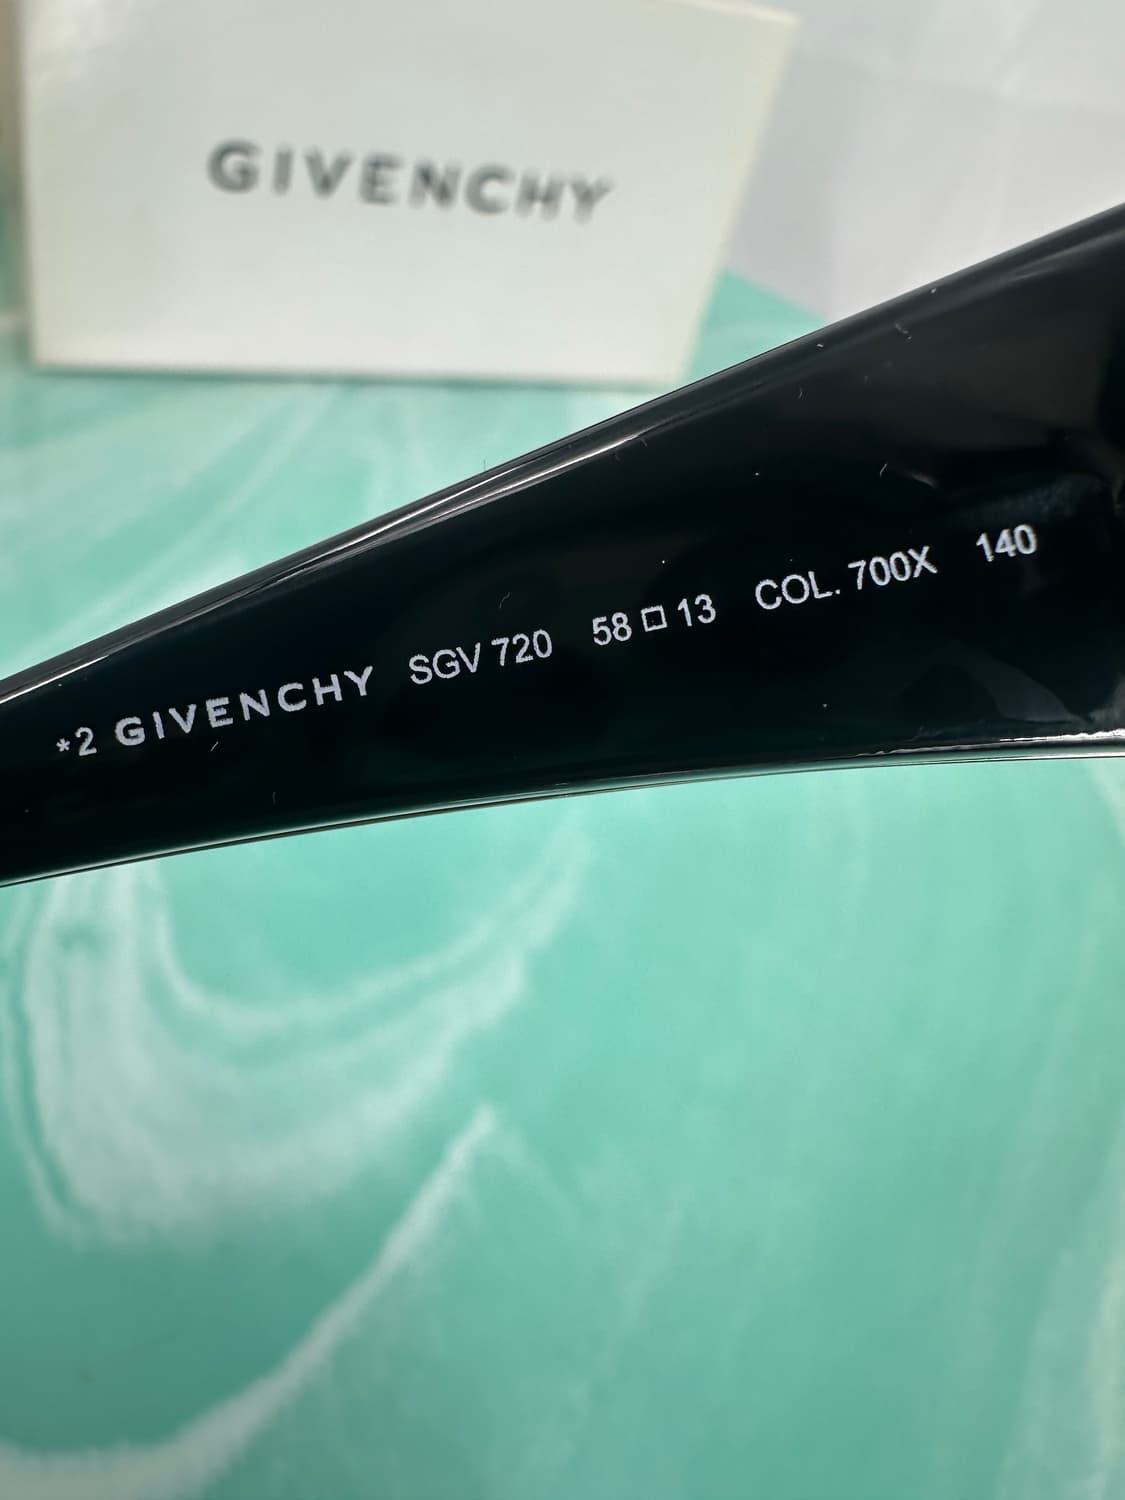 GIVENCHY
*2 GIVENCHY SGV 720 58□13 COL. 700X 140